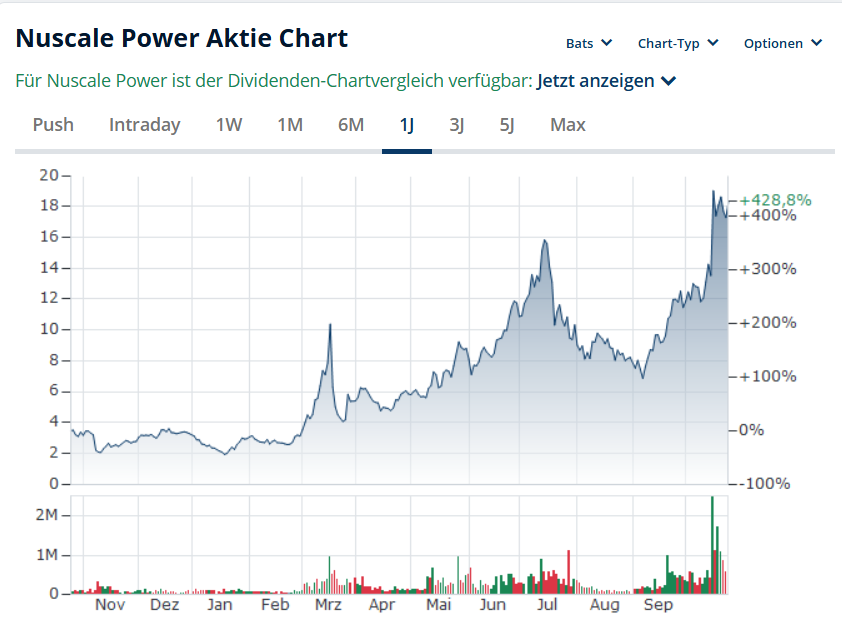 Nuscale Power Aktie Chart
Bats Chart-Typ Optionen
Für Nuscale Power ist der Dividenden-Chartvergleich verfügbar: Jetzt anzeigen
Push Intraday 1W 1M 6M 1J 3J 5J Max
20
18 +428,8%
+400%
16
14 +300%
12
10 +200%
8
6 +100%
4
2 +0%
0 -100%
2M
1M
0
Nov Dez Jan Feb Mrz Apr Mai Jun Jul Aug Sep